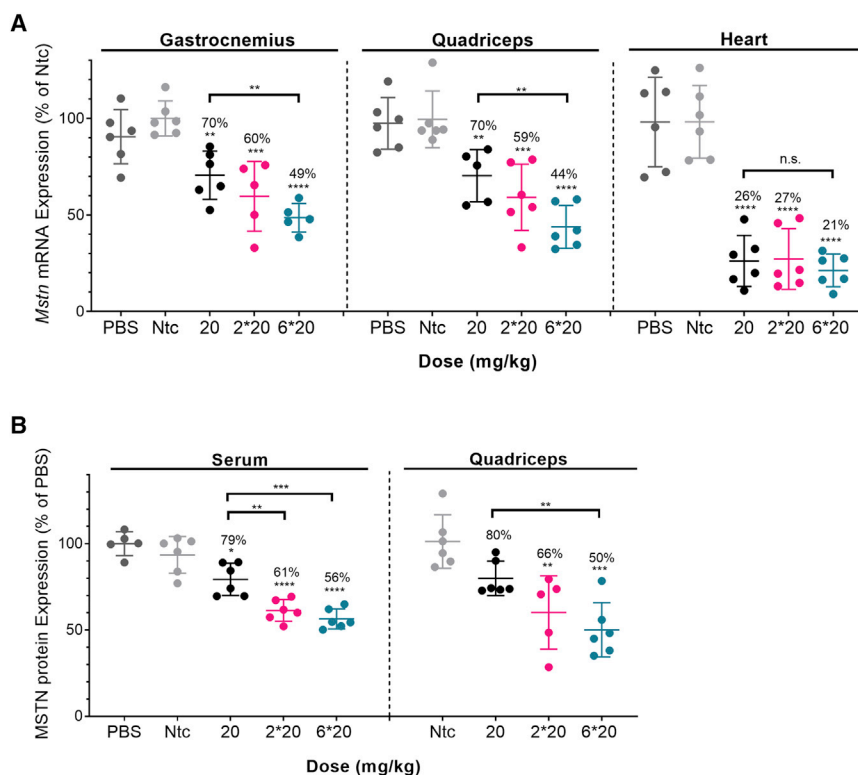 A
Gastrocnemius Quadriceps Heart
Mstn mRNA Expression (% of Ntc)
100
50
0
** ** n.s.
70% 60% 49% 70% 59% 44% 26% 27% 21%
** *** **** ** *** **** **** **** ****
PBS Ntc 20 2*20 6*20 PBS Ntc 20 2*20 6*20 PBS Ntc 20 2*20 6*20
Dose (mg/kg)
B
Serum Quadriceps
MSTN protein Expression (% of PBS)
100
50
0
*** ** **
79% 61% 56% 80% 66% 50%
* **** **** ** ***
PBS Ntc 20 2*20 6*20 Ntc 20 2*20 6*20
Dose (mg/kg)